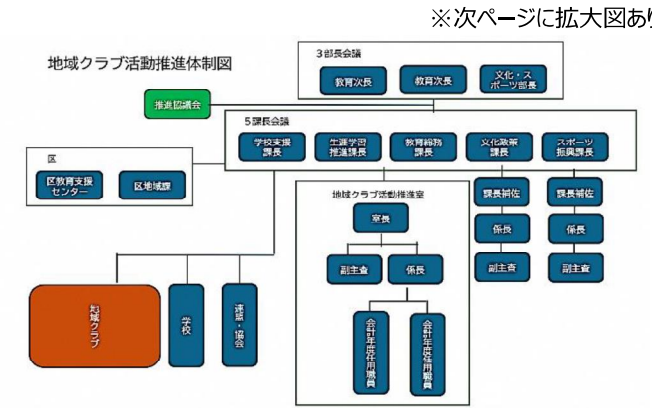 ※次ページに拡大図あり
地域クラブ活動推進体制図
3部長会議
教育次長
教育次長
文化・ス
ポーツ部長
推進協議会
5課長会議
学校支援
課長
生涯学習
推進課長
教育総務
課長
文化政策
課長
スポーツ
振興課長
区
区教育支援
センター
区地域課
地域クラブ活動推進室
室長
副主査
係長
会計年度任用職員
会計年度任用職員
課長補佐
係長
副主査
課長補佐
係長
副主査
地域クラブ
学校
連盟・協会